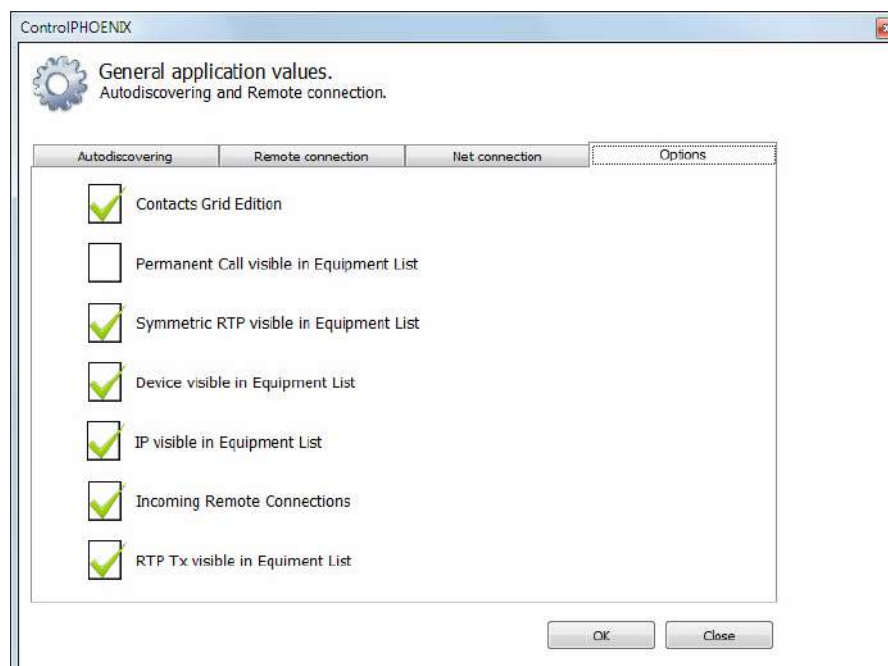 ControlPHOENIX
General application values.
Autodiscovering and Remote connection.
Autodiscovering Remote connection Net connection Options
Contacts Grid Edition
Permanent Call visible in Equipment List
Symmetric RTP visible in Equipment List
Device visible in Equipment List
IP visible in Equipment List
Incoming Remote Connections
RTP Tx visible in Equiment List
OK Close